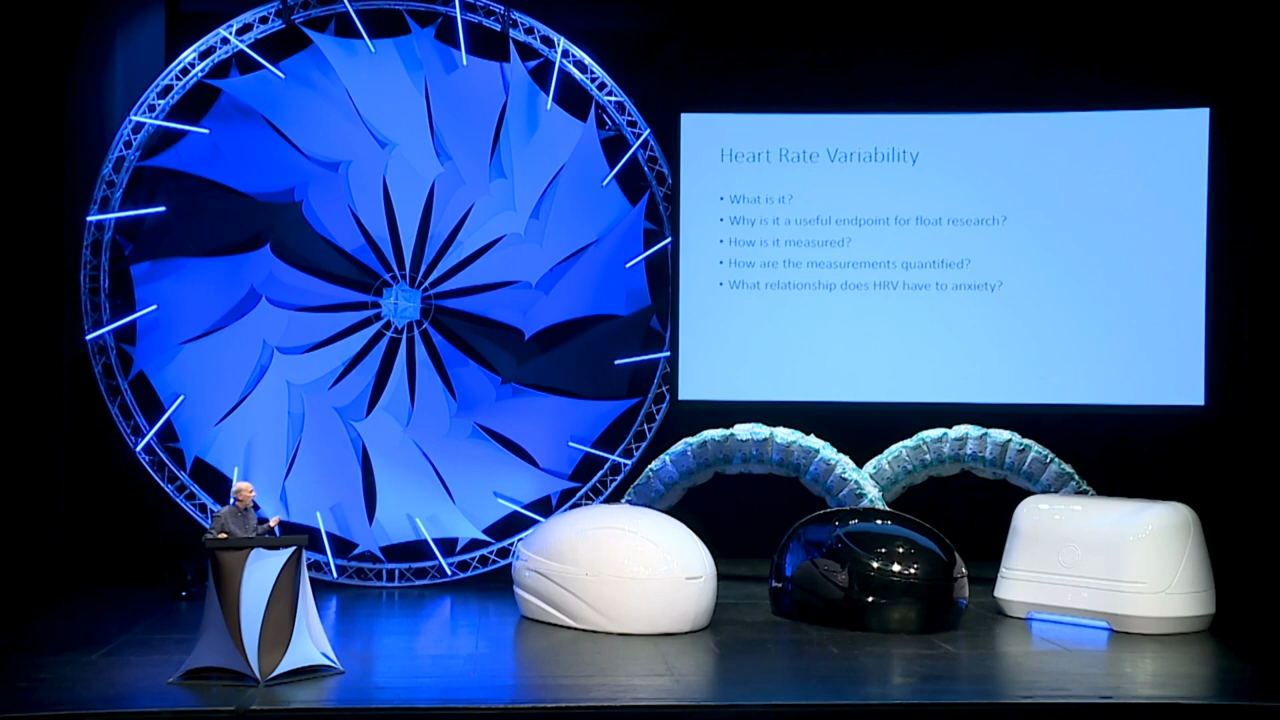 Heart Rate Variability
• What is it?
• Why is it a useful endpoint for float research?
• How is it measured?
• How are the measurements quantified?
• What relationship does HRV have to anxiety?